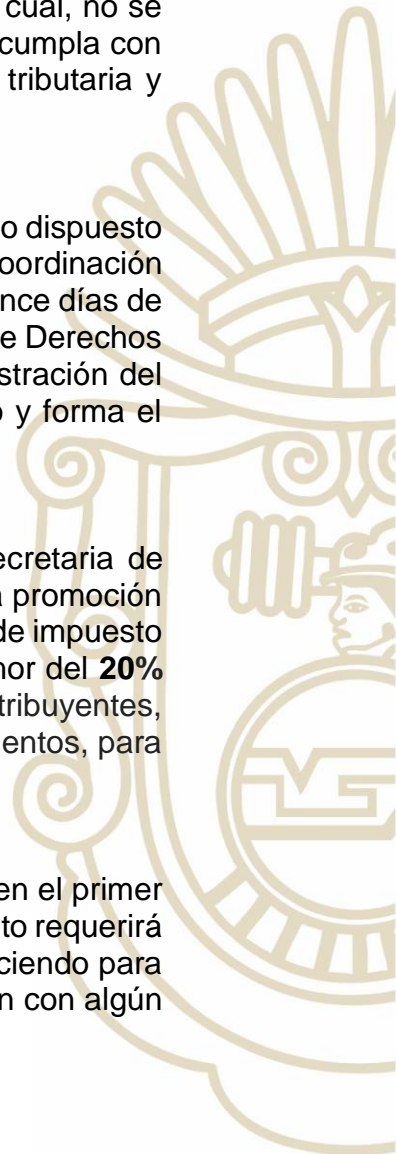 cual, no se
cumpla con
tributaria y
o dispuesto
oordinación
nce días de
e Derechos
stración del
o y forma el
ecretaria de
a promoción
de impuesto
nor del 20%
tribuyentes,
entos, para
en el primer
to requerirá
ciendo para
n con algún